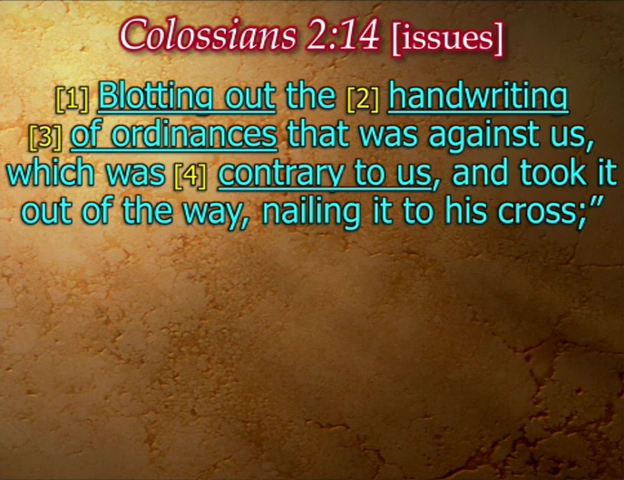 Colossians 2:14 [issues]
[1] Blotting out the [2] handwriting
[3] of ordinances that was against us,
which was [4] contrary to us, and took it
out of the way, nailing it to his cross;”